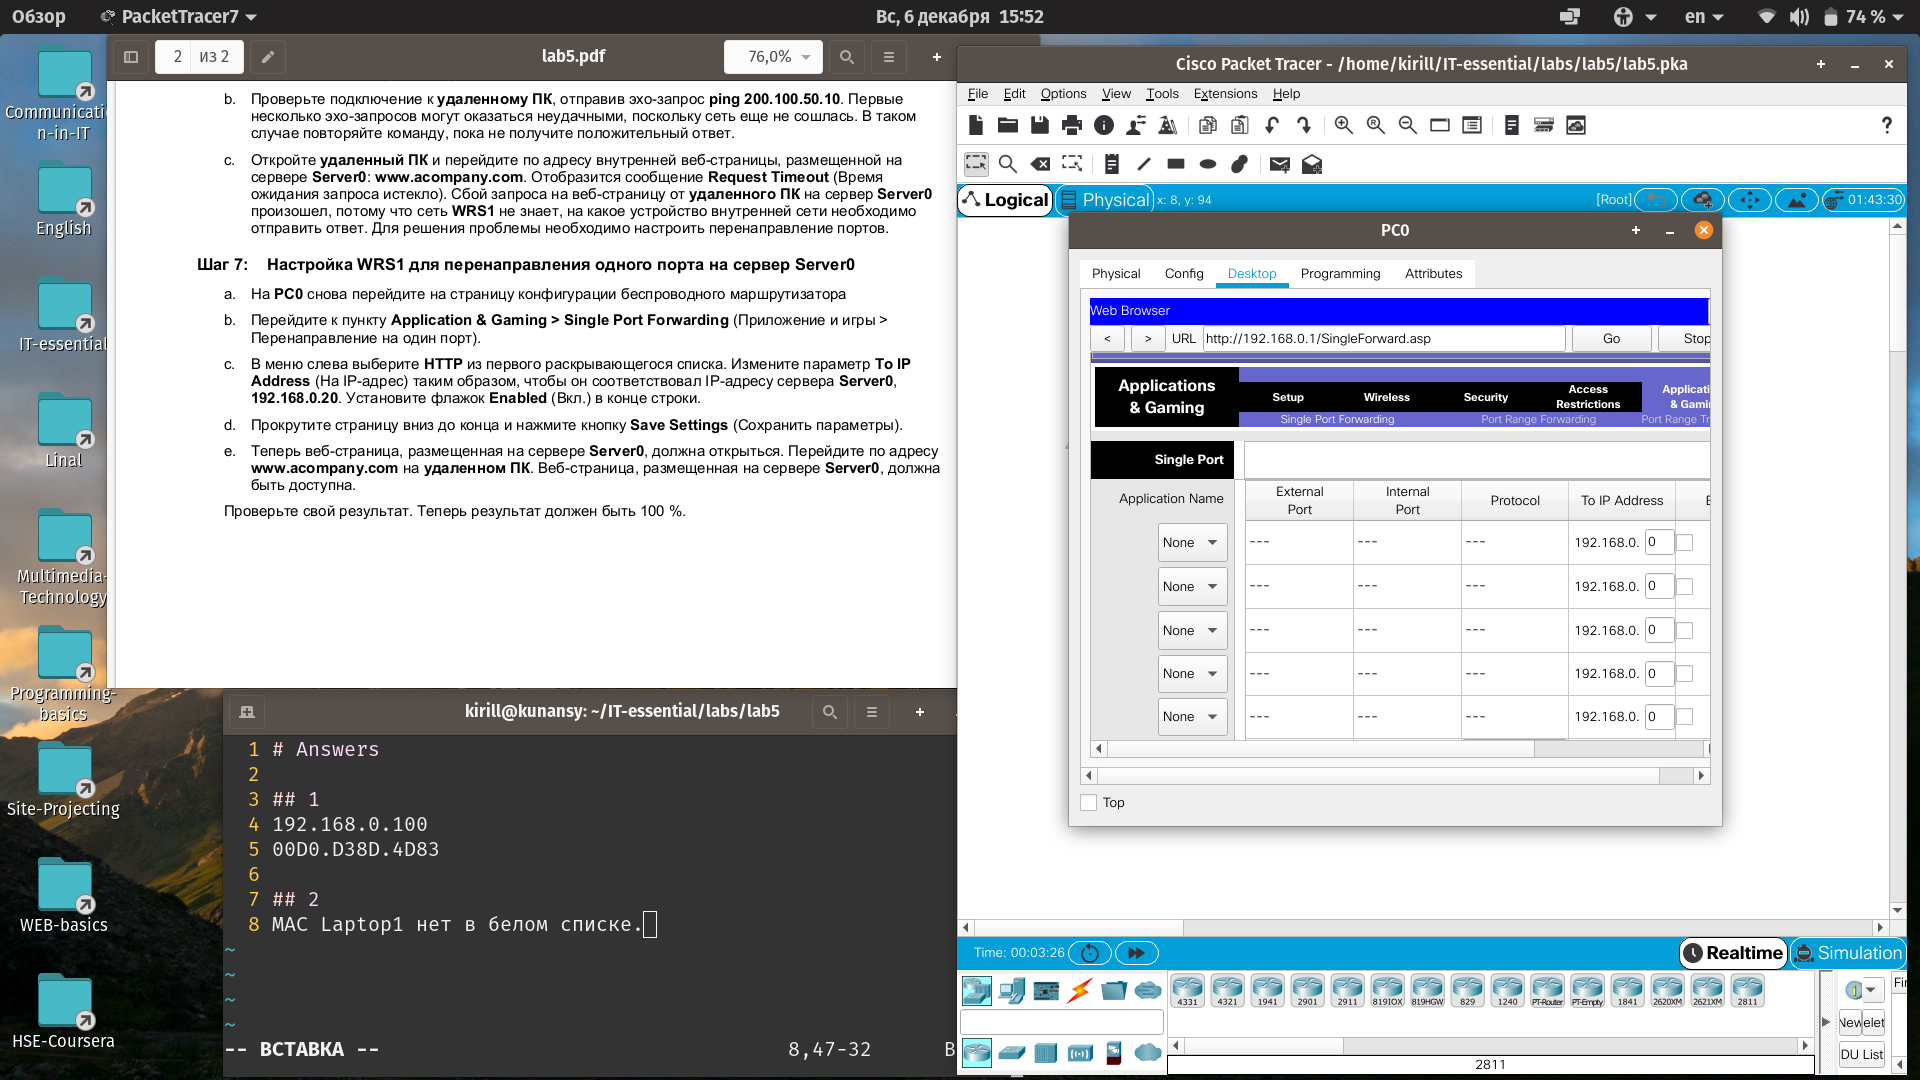 Обзор
PacketTracer7
Вс, 6 декабря 15:52
en
74 %
Communicati
n-in-IT
English
IT-essential
Linal
Multimedia-
Technology
Programming-
basics
Site-Projecting
WEB-basics
HSE-Coursera
2 из 2
lab5.pdf
76,0%
b. Проверьте подключение к удаленному ПК, отправив эхо-запрос ping 200.100.50.10. Первые
несколько эхо-запросов могут оказаться неудачными, поскольку сеть еще не сошлась. В таком
случае повторяйте команду, пока не получите положительный ответ.
c. Откройте удаленный ПК и перейдите по адресу внутренней веб-страницы, размещенной на
сервере Server0: www.acompany.com. Отобразится сообщение Request Timeout (Время
ожидания запроса истекло). Сбой запроса на веб-страницу от удаленного ПК на сервер Server0
произошел, потому что сеть WRS1 не знает, на какое устройство внутренней сети необходимо
отправить ответ. Для решения проблемы необходимо настроить перенаправление портов.
Шаг 7: Настройка WRS1 для перенаправления одного порта на сервер Server0
a. На PC0 снова перейдите на страницу конфигурации беспроводного маршрутизатора
b. Перейдите к пункту Application & Gaming > Single Port Forwarding (Приложение и игры >
Перенаправление на один порт).
c. В меню слева выберите HTTP из первого раскрывающегося списка. Измените параметр To IP
Address (На IP-адрес) таким образом, чтобы он соответствовал IP-адресу сервера Server0,
192.168.0.20. Установите флажок Enabled (Вкл.) в конце строки.
d. Прокрутите страницу вниз до конца и нажмите кнопку Save Settings (Сохранить параметры).
e. Теперь веб-страница, размещенная на сервере Server0, должна открыться. Перейдите по адресу
www.acompany.com на удаленном ПК. Веб-страница, размещенная на сервере Server0, должна
быть доступна.
Проверьте свой результат. Теперь результат должен быть 100 %.
kirill@kunansy: ~/IT-essential/labs/lab5
1 # Answers
2
3 ## 1
4 192.168.0.100
5 00D0.D38D.4D83
6
7 ## 2
8 MAC Laptop1 нет в белом списке.
~
~
~
~
-- ВСТАВКА -- 8,47-32 В
Cisco Packet Tracer - /home/kirill/IT-essential/labs/lab5/lab5.pka
File Edit Options View Tools Extensions Help
Logical Physical x: 8, y: 94 [Root] 01:43:30
PC0
Physical Config Desktop Programming Attributes
Web Browser
< > URL http://192.168.0.1/SingleForward.asp Go Stop
Applications
& Gaming
Setup Wireless Security Access
Restrictions
Applicati
& Gamin
Single Port Forwarding Port Range Forwarding Port Range Tr
Single Port
Application Name External
Port
Internal
Port
Protocol To IP Address E
None --- --- --- 192.168.0. 0
None --- --- --- 192.168.0. 0
None --- --- --- 192.168.0. 0
None --- --- --- 192.168.0. 0
None --- --- --- 192.168.0. 0
Top
Time: 00:03:26 Realtime Simulation
4331 4321 1941 2901 2911 819IOX 819HGW 829 1240 PT-Router PT-Empty 1841 2620XM 2621XM 2811
Fir
New elet
DU List
2811